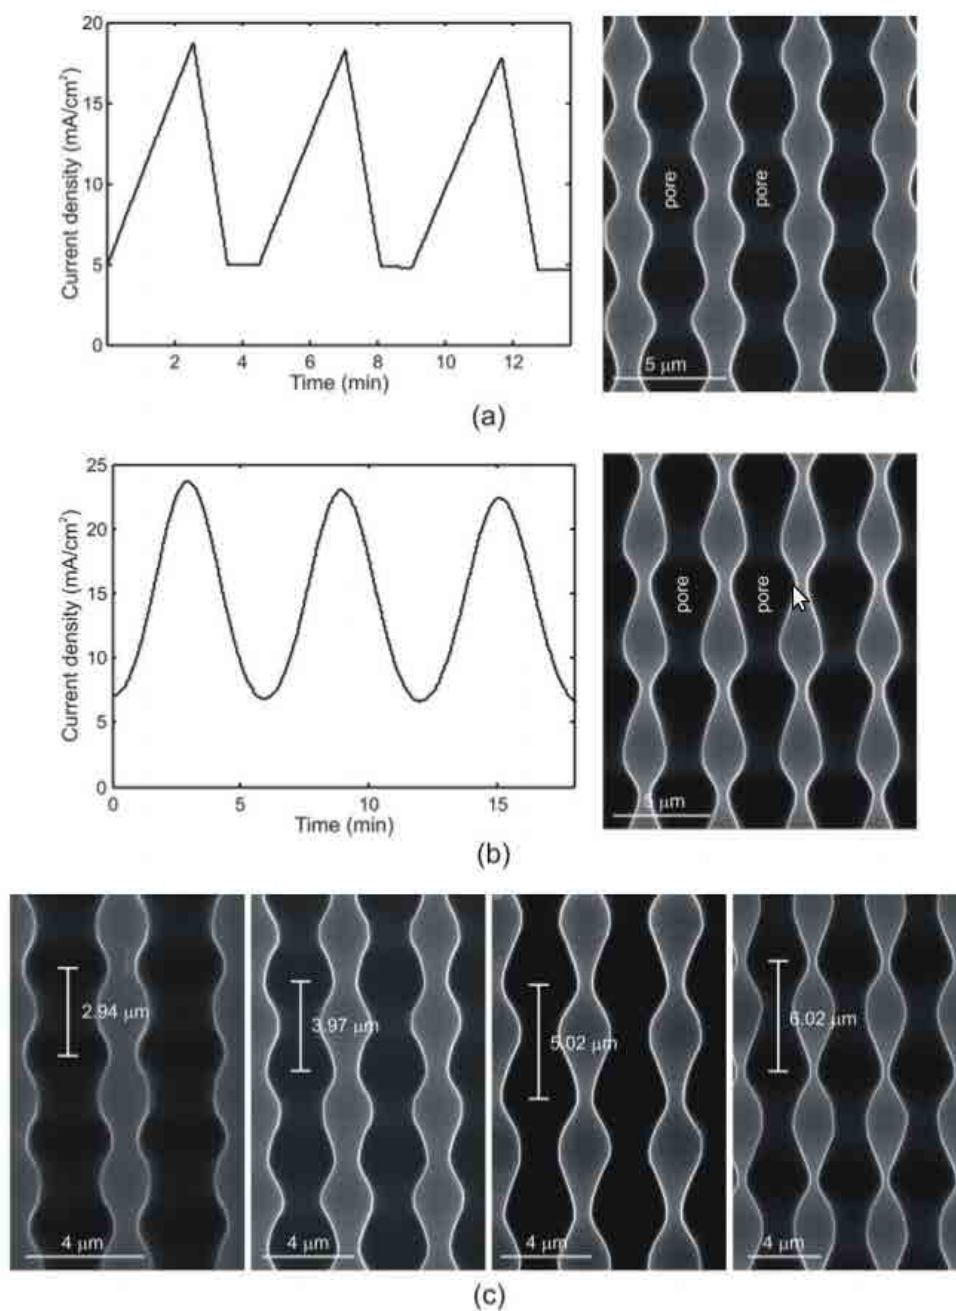 20
15
10
5
0
Current density (mA/cm²)
2
4
6
8
10
12
Time (min)
pore
pore
5 μm
(a)
25
20
15
10
5
0
Current density (mA/cm²)
0
5
10
15
Time (min)
pore
pore
5 μm
(b)
2.94 μm
3.97 μm
5.02 μm
6.02 μm
4 μm
4 μm
4 μm
4 μm
(c)